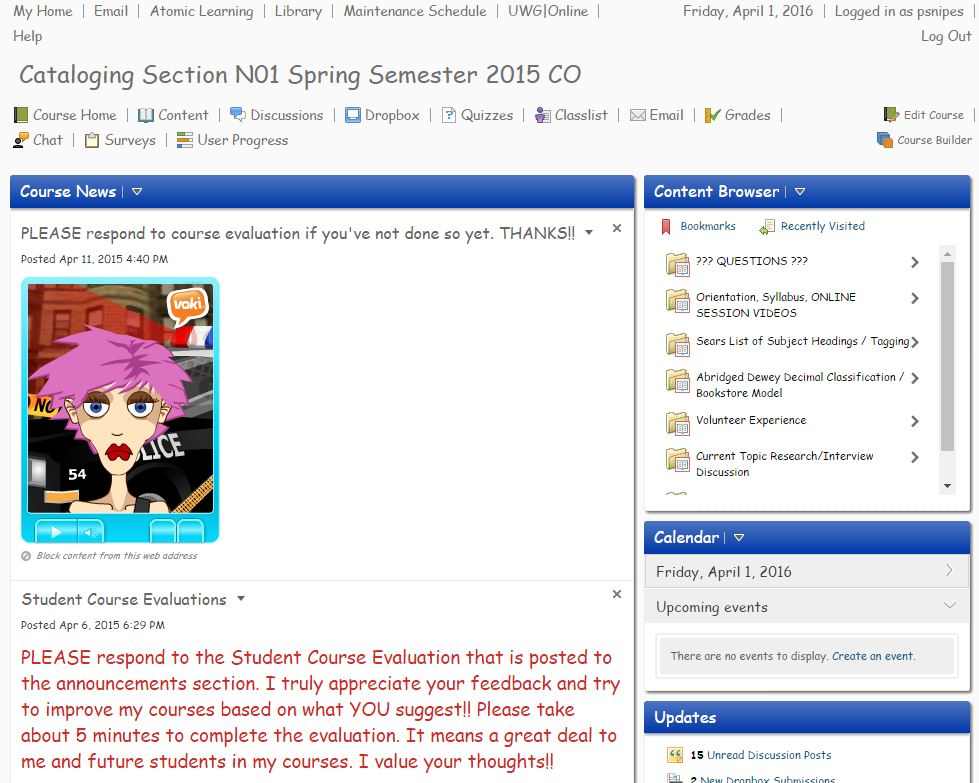 My Home | Email | Atomic Learning | Library | Maintenance Schedule | UWG|Online |
Help
Friday, April 1, 2016 | Logged in as psnipes |
Log Out
Cataloging Section N01 Spring Semester 2015 CO
Course Home | Content | Discussions | Dropbox | Quizzes | Classlist | Email | Grades |
Chat | Surveys | User Progress
Edit Course |
Course Builder
Course News
PLEASE respond to course evaluation if you've not done so yet. THANKS!!
Posted Apr 11, 2015 4:40 PM
voki
NO
LICE
54
Block content from this web address
Student Course Evaluations
Posted Apr 6, 2015 6:29 PM
PLEASE respond to the Student Course Evaluation that is posted to
the announcements section. I truly appreciate your feedback and try
to improve my courses based on what YOU suggest!! Please take
about 5 minutes to complete the evaluation. It means a great deal to
me and future students in my courses. I value your thoughts!!
Content Browser
Bookmarks Recently Visited
??? QUESTIONS ???
Orientation, Syllabus, ONLINE
SESSION VIDEOS
Sears List of Subject Headings / Tagging
Abridged Dewey Decimal Classification /
Bookstore Model
Volunteer Experience
Current Topic Research/Interview
Discussion
Calendar
Friday, April 1, 2016
Upcoming events
There are no events to display. Create an event.
Updates
15 Unread Discussion Posts
2 New Dropbox Submissions